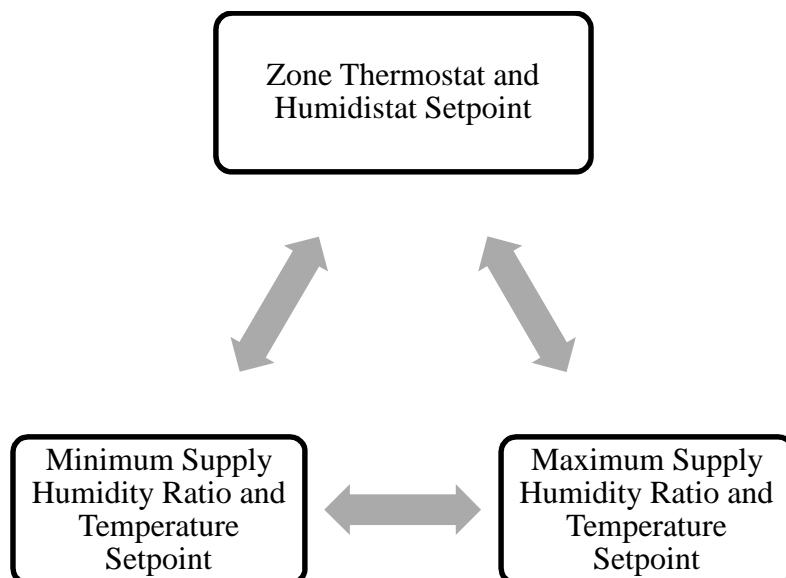 Zone Thermostat and
Humidistat Setpoint
Minimum Supply
Humidity Ratio and
Temperature
Setpoint
Maximum Supply
Humidity Ratio and
Temperature
Setpoint